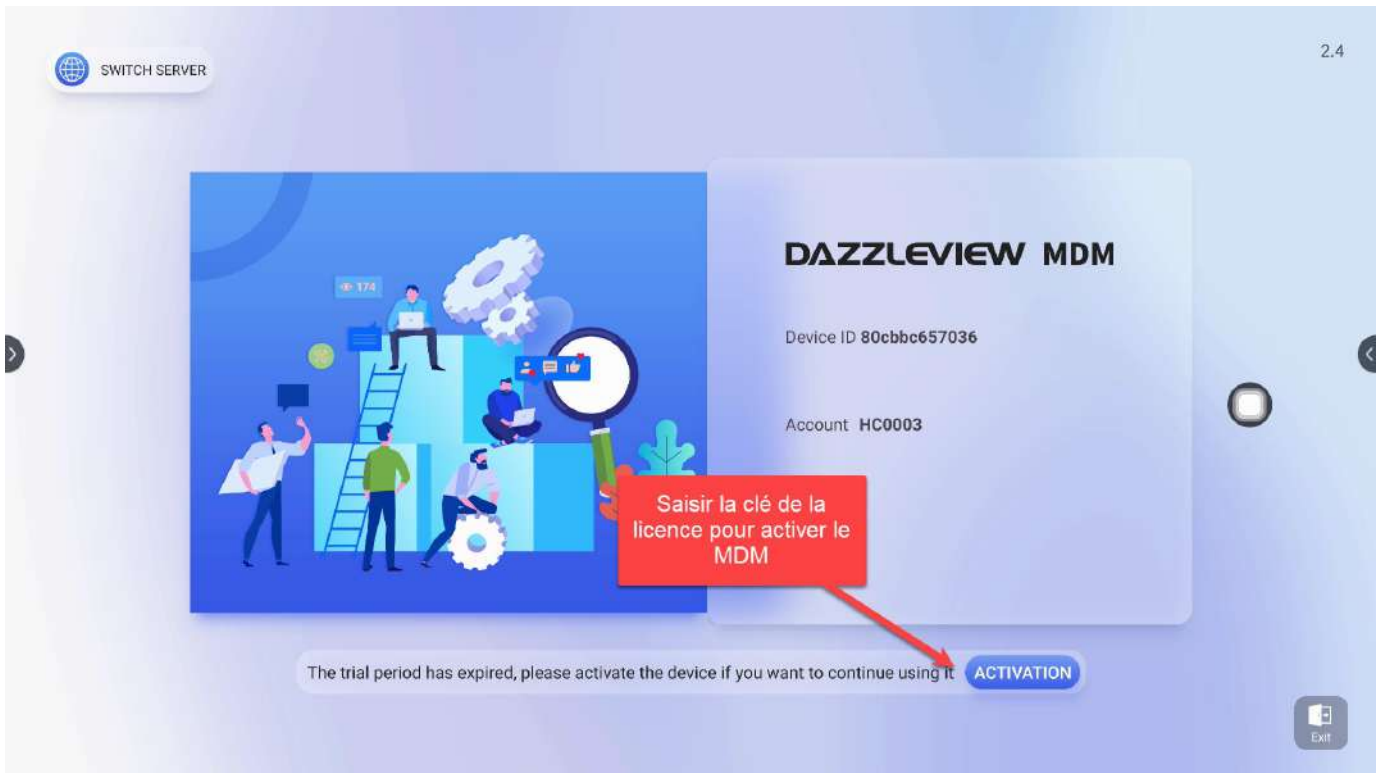 SWITCH SERVER
2.4
174
DAZZLEVIEW MDM
Device ID 80cbbc657036
Account HC0003
Saisir la clé de la
licence pour activer le
MDM
The trial period has expired, please activate the device if you want to continue using it
ACTIVATION
Exit